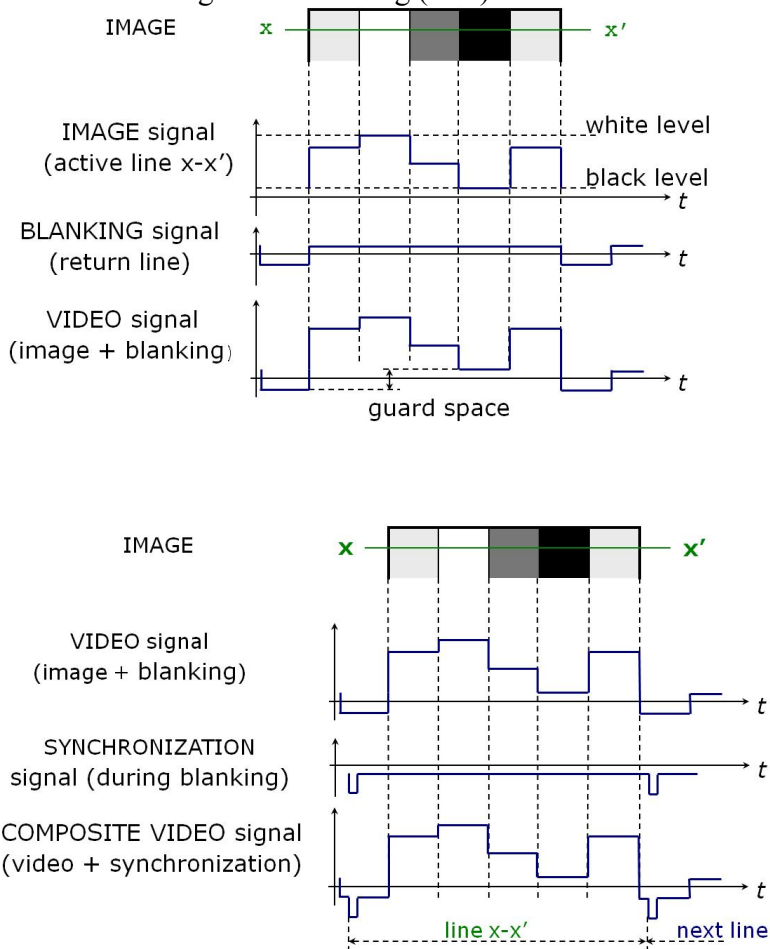 IMAGE
x
x′
IMAGE signal
(active line x-x′)
white level
black level
t
BLANKING signal
(return line)
t
VIDEO signal
(image + blanking)
t
guard space
IMAGE
x
x′
VIDEO signal
(image + blanking)
t
SYNCHRONIZATION
signal (during blanking)
t
COMPOSITE VIDEO signal
(video + synchronization)
t
line x-x′
next line